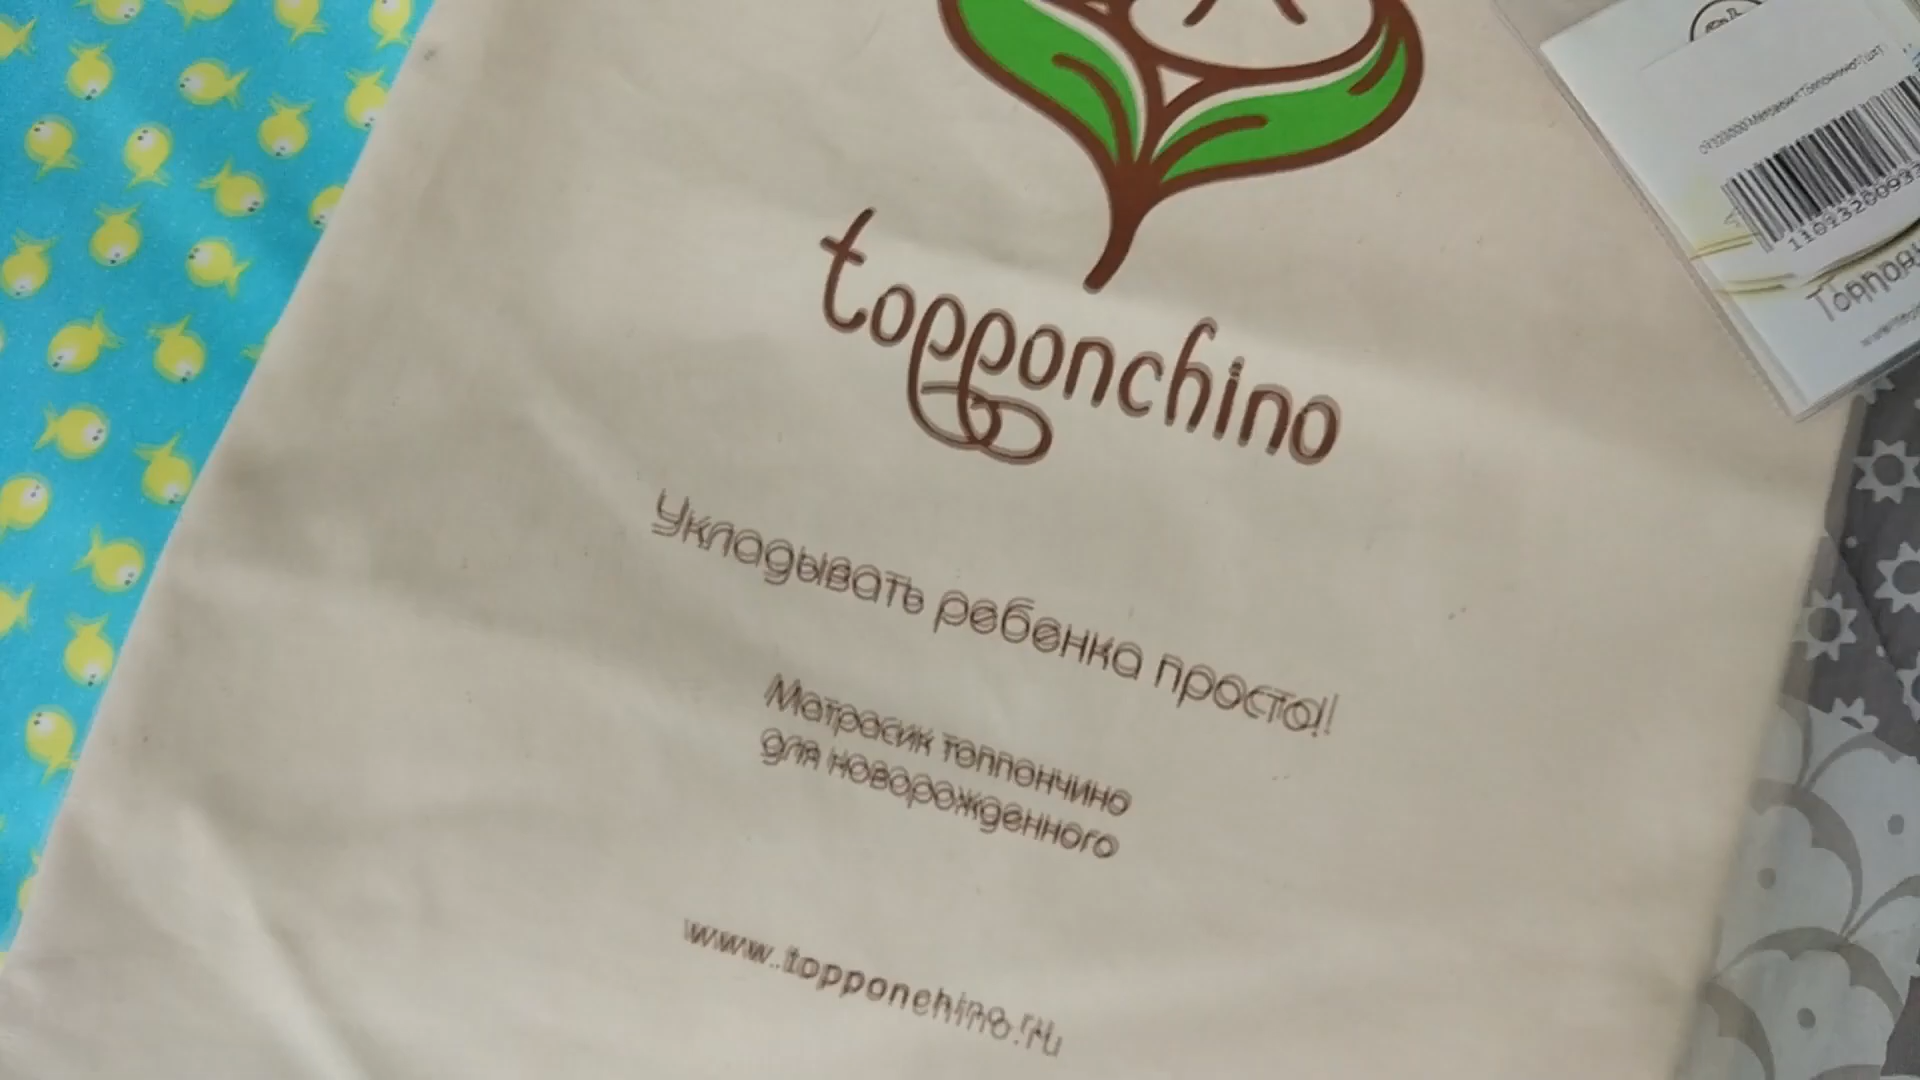 topponchino
Укладывать ребенка просто!
Матрасик топпончино
для новорожденного
www.topponchino.ru